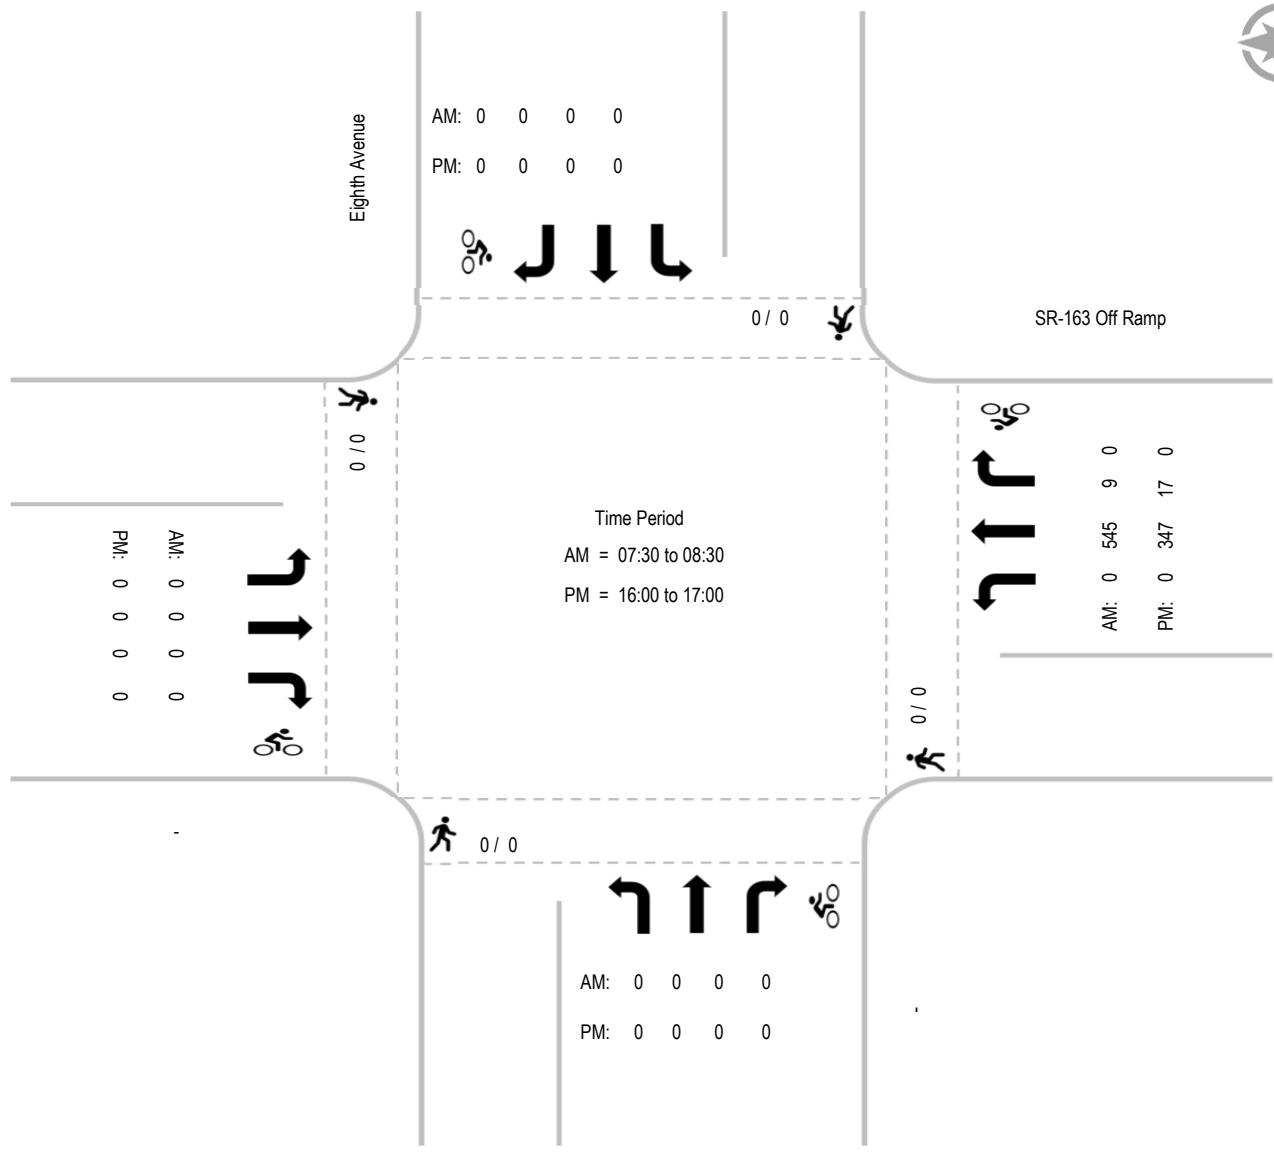 Eighth Avenue
AM: 0 0 0 0
PM: 0 0 0 0
0 / 0
SR-163 Off Ramp
0 / 0
AM: 0 545 9 0
PM: 0 347 17 0
Time Period
AM = 07:30 to 08:30
PM = 16:00 to 17:00
AM: 0 0 0 0
PM: 0 0 0 0
0 / 0
-
0 / 0
AM: 0 0 0 0
PM: 0 0 0 0
-